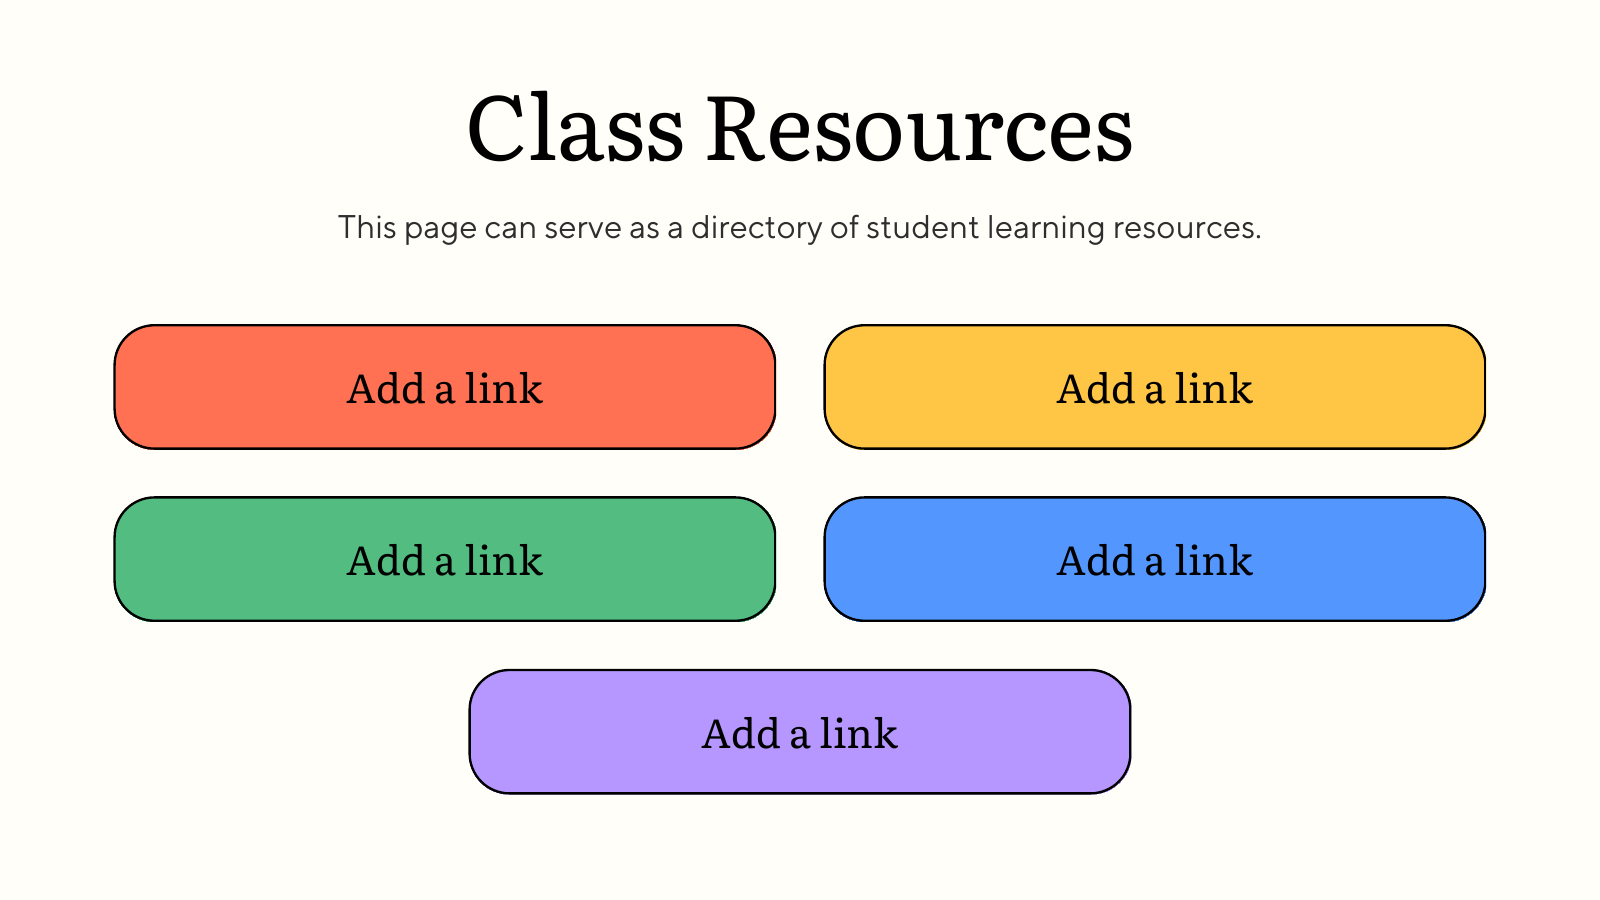 Class Resources
This page can serve as a directory of student learning resources.
Add a link
Add a link
Add a link
Add a link
Add a link